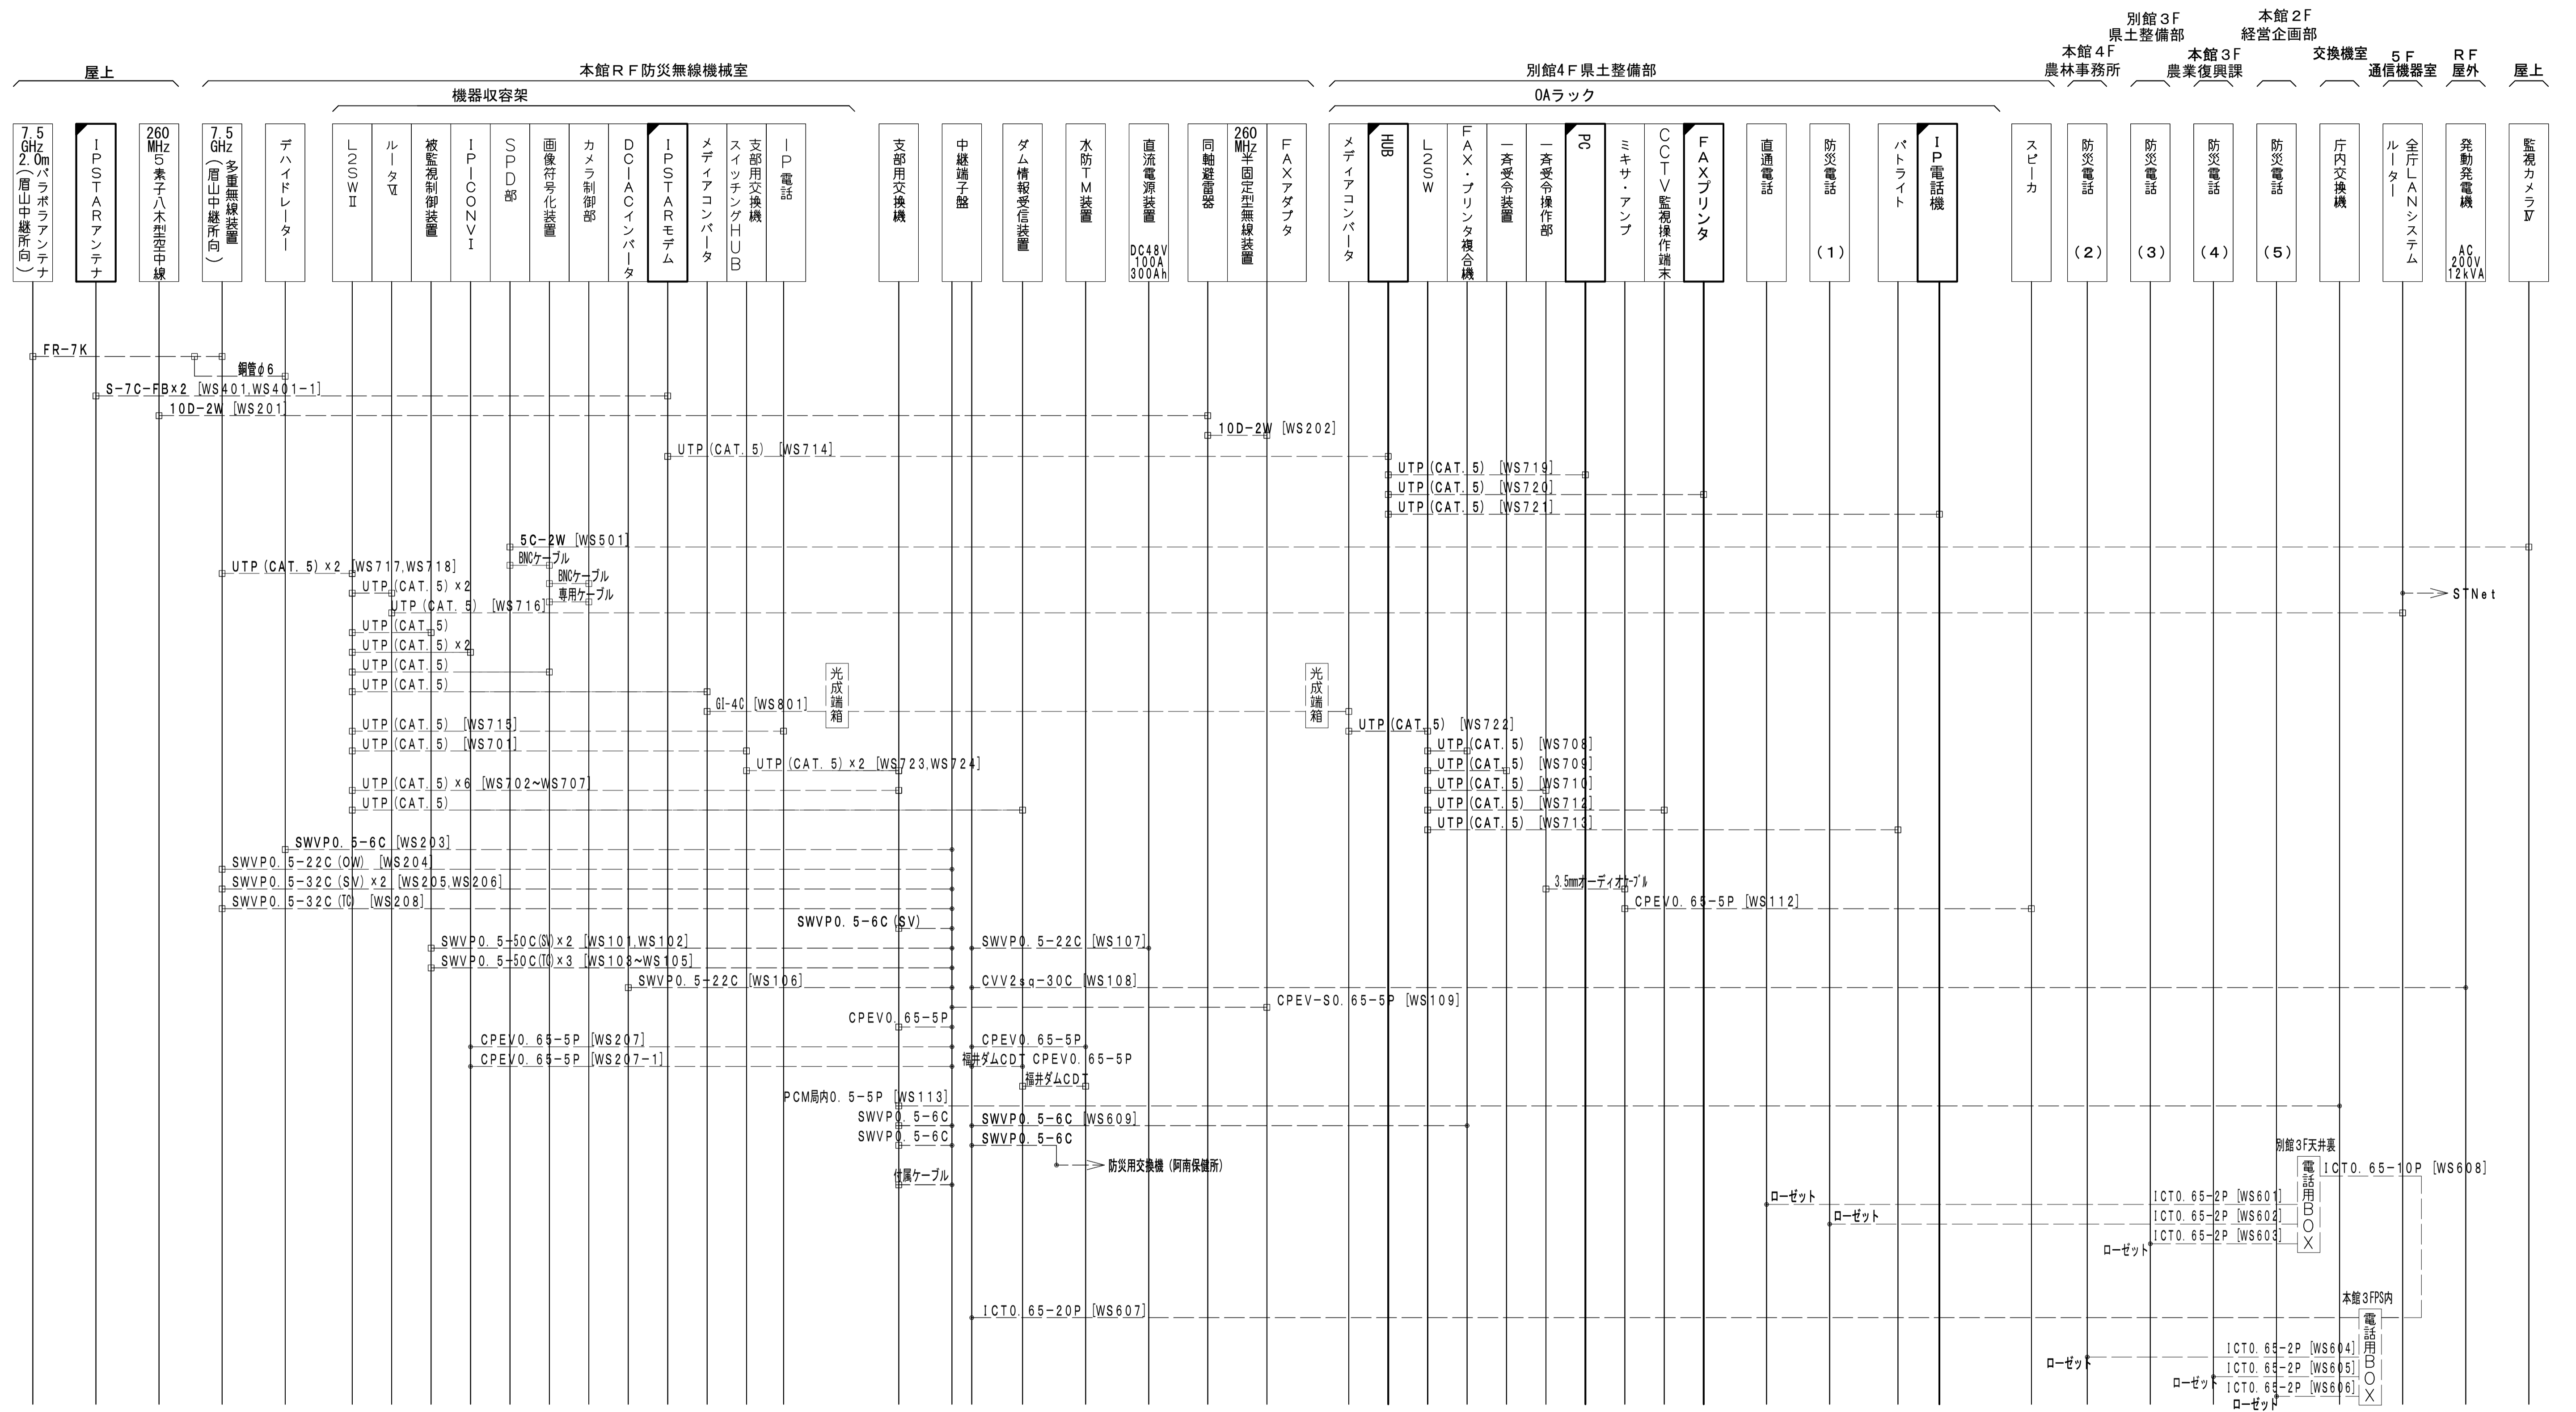 屋上
本館ＲＦ防災無線機械室
機器収容架
別館4Ｆ県土整備部
OAラック
本館４Ｆ
農林事務所
別館３Ｆ
県土整備部
本館３Ｆ
農業復興課
本館２Ｆ
経営企画部
交換機室
５Ｆ
通信機器室
ＲＦ
屋外
屋上
7.5
GHz
2.0mパラボラアンテナ
（眉山中継所向）
ＩＰＳＴＡＲアンテナ
260
MHz
５素子八木型空中線
7.5
GHz
多重無線装置
（眉山中継所向）
デハイドレーター
Ｌ２ＳＷⅡ
ルータⅥ
被監視制御装置
ＩＰ−ＣＯＮＶⅠ
ＳＰＤ部
画像符号化装置
カメラ制御部
ＤＣ−ＡＣインバータ
ＩＰＳＴＡＲモデム
メディアコンバータ
支部用交換機
スイッチングＨＵＢ
ＩＰ電話
支部用交換機
中継端子盤
ダム情報受信装置
水防ＴＭ装置
直流電源装置
DC48V
100A
300Ah
同軸避雷器
260
MHz
半固定型無線装置
ＦＡＸアダプタ
メディアコンバータ
HUB
Ｌ２ＳＷ
ＦＡＸ・プリンタ複合機
一斉受令装置
一斉受令操作部
PC
ミキサ・アンプ
ＣＣＴＶ監視操作端末
ＦＡＸプリンタ
直通電話
防災電話
（1）
パトライト
ＩＰ電話機
スピーカ
防災電話
（2）
防災電話
（3）
防災電話
（4）
防災電話
（5）
庁内交換機
全庁ＬＡＮシステム
ルーター
発動発電機
AC
200V
12kVA
監視カメラⅣ
FR-7K
銅管φ6
S-7C-FB×2 [WS401,WS401-1]
10D-2W [WS201]
10D-2W [WS202]
UTP(CAT.5) [WS714]
UTP(CAT.5) [WS719]
UTP(CAT.5) [WS720]
UTP(CAT.5) [WS721]
5C-2W [WS501]
BNCケーブル
UTP(CAT.5)×2 [WS717,WS718]
BNCケーブル
UTP(CAT.5)×2
専用ケーブル
STNet
UTP(CAT.5) [WS716]
UTP(CAT.5)
UTP(CAT.5)×2
UTP(CAT.5)
UTP(CAT.5)
光成端箱
光成端箱
GI-4C [WS801]
UTP(CAT.5) [WS715]
UTP(CAT.5) [WS722]
UTP(CAT.5) [WS701]
UTP(CAT.5) [WS708]
UTP(CAT.5)×2 [WS723,WS724]
UTP(CAT.5) [WS709]
UTP(CAT.5)×6 [WS702~WS707]
UTP(CAT.5) [WS710]
UTP(CAT.5)
UTP(CAT.5) [WS712]
UTP(CAT.5) [WS713]
SWVP0.5-6C [WS203]
SWVP0.5-22C(OW) [WS204]
SWVP0.5-32C(SV)×2 [WS205,WS206]
3.5mmオーディオケーブル
SWVP0.5-32C(TC) [WS208]
CPEV0.65-5P [WS112]
SWVP0.5-6C(SV)
SWVP0.5-50C(SV)×2 [WS101,WS102]
SWVP0.5-22C [WS107]
SWVP0.5-50C(TC)×3 [WS103~WS105]
SWVP0.5-22C [WS106]
CVV2sq-30C [WS108]
CPEV-S0.65-5P [WS109]
CPEV0.65-5P
CPEV0.65-5P [WS207]
CPEV0.65-5P
CPEV0.65-5P [WS207-1]
福井ダムCDT CPEV0.65-5P
福井ダムCDT
PCM局内0.5-5P [WS113]
SWVP0.5-6C
SWVP0.5-6C [WS609]
SWVP0.5-6C
SWVP0.5-6C
防災用交換機（阿南保健所）
付属ケーブル
別館３F天井裏
電話用ＢＯＸ
ICT0.65-10P [WS608]
ローゼット
ICT0.65-2P [WS601]
ローゼット
ICT0.65-2P [WS602]
ローゼット
ICT0.65-2P [WS603]
本館３FPS内
電話用ＢＯＸ
ICT0.65-20P [WS607]
ローゼット
ICT0.65-2P [WS604]
ローゼット
ICT0.65-2P [WS605]
ローゼット
ICT0.65-2P [WS606]